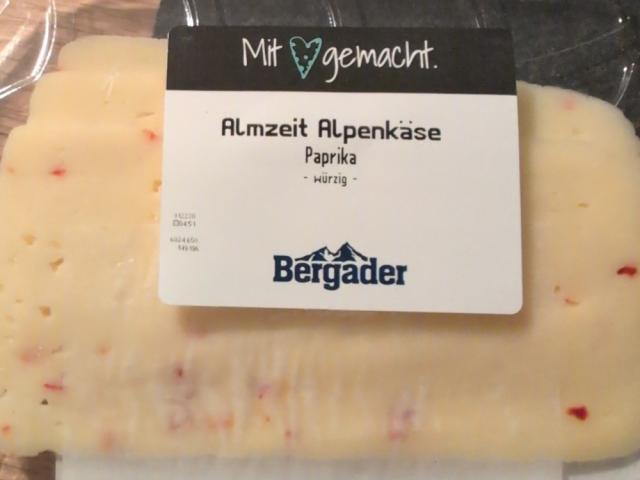 Mit gemacht.
Almzeit Alpenkäse
Paprika
- würzig -
Bergader